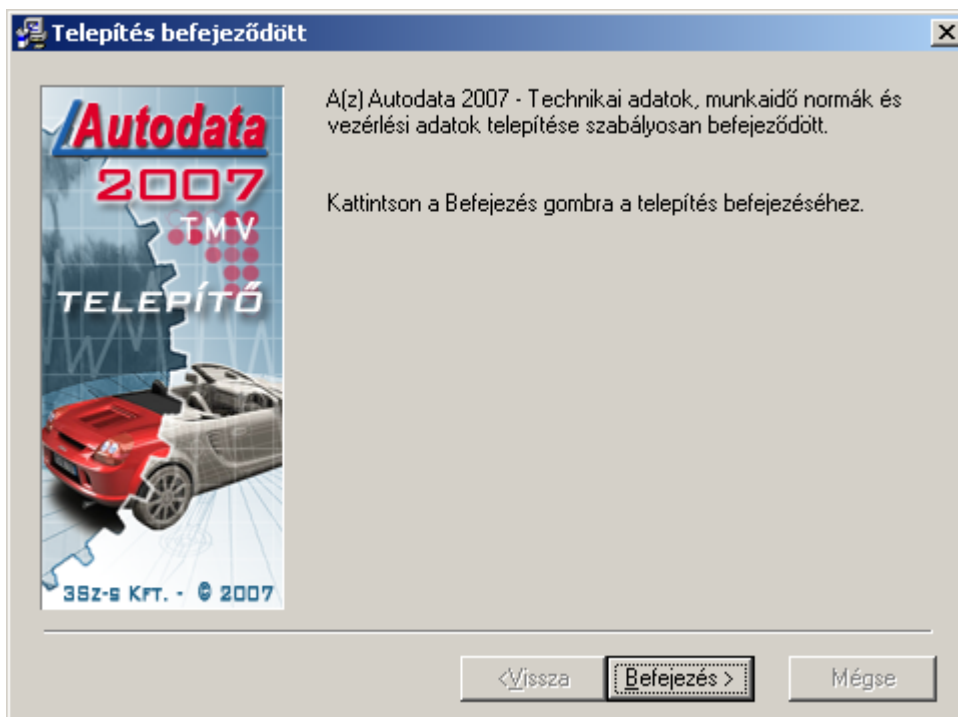 Telepítés befejeződött
Autodata
2007
TMV
TELEPÍTŐ
3Sz-s Kft. - © 2007
A(z) Autodata 2007 - Technikai adatok, munkaidő normák és
vezérlési adatok telepítése szabályosan befejeződött.
Kattintson a Befejezés gombra a telepítés befejezéséhez.
<Vissza
Befejezés >
Mégse